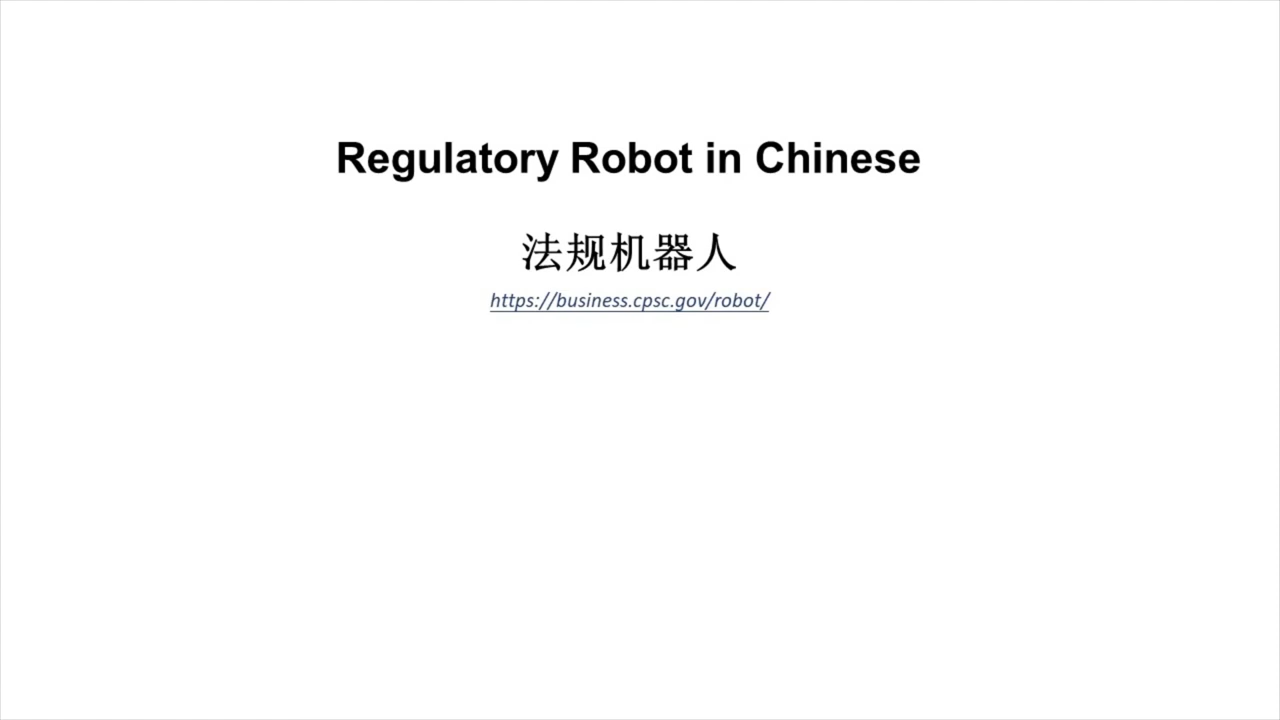 Regulatory Robot in Chinese
法规机器人
https://business.cpsc.gov/robot/